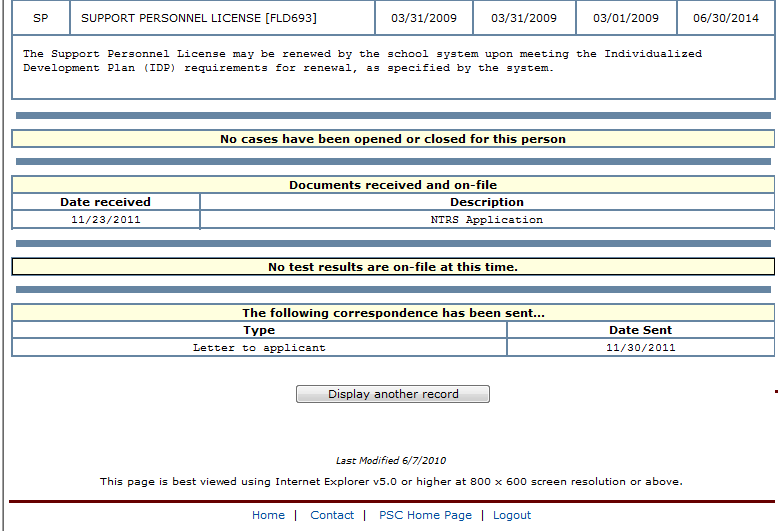 SP SUPPORT PERSONNEL LICENSE [FLD693] 03/31/2009 03/31/2009 03/01/2009 06/30/2014
The Support Personnel License may be renewed by the school system upon meeting the Individualized
Development Plan (IDP) requirements for renewal, as specified by the system.
No cases have been opened or closed for this person
Documents received and on-file
Date received Description
11/23/2011 NTRS Application
No test results are on-file at this time.
The following correspondence has been sent...
Type Date Sent
Letter to applicant 11/30/2011
Display another record
Last Modified 6/7/2010
This page is best viewed using Internet Explorer v5.0 or higher at 800 x 600 screen resolution or above.
Home | Contact | PSC Home Page | Logout